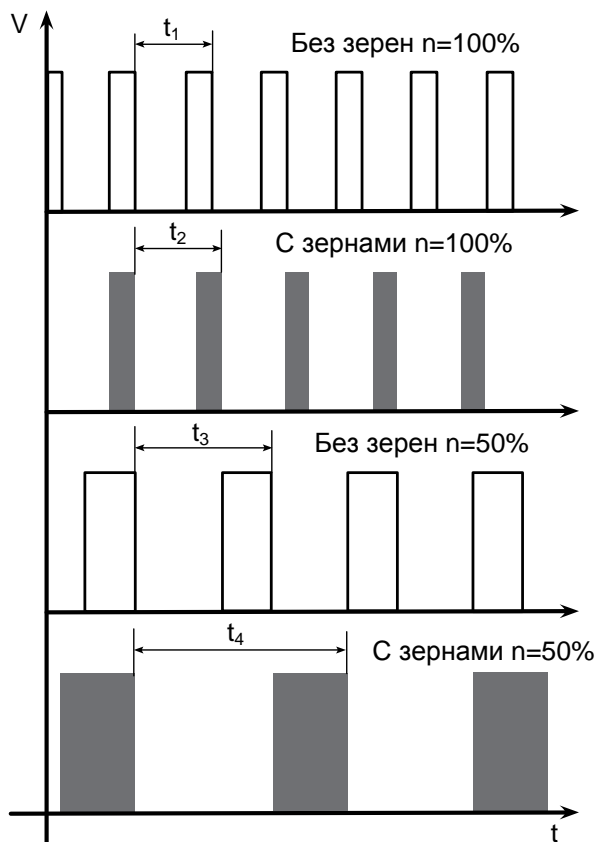 V
t₁
Без зерен n=100%
t₂
С зернами n=100%
t₃
Без зерен n=50%
t₄
С зернами n=50%
t